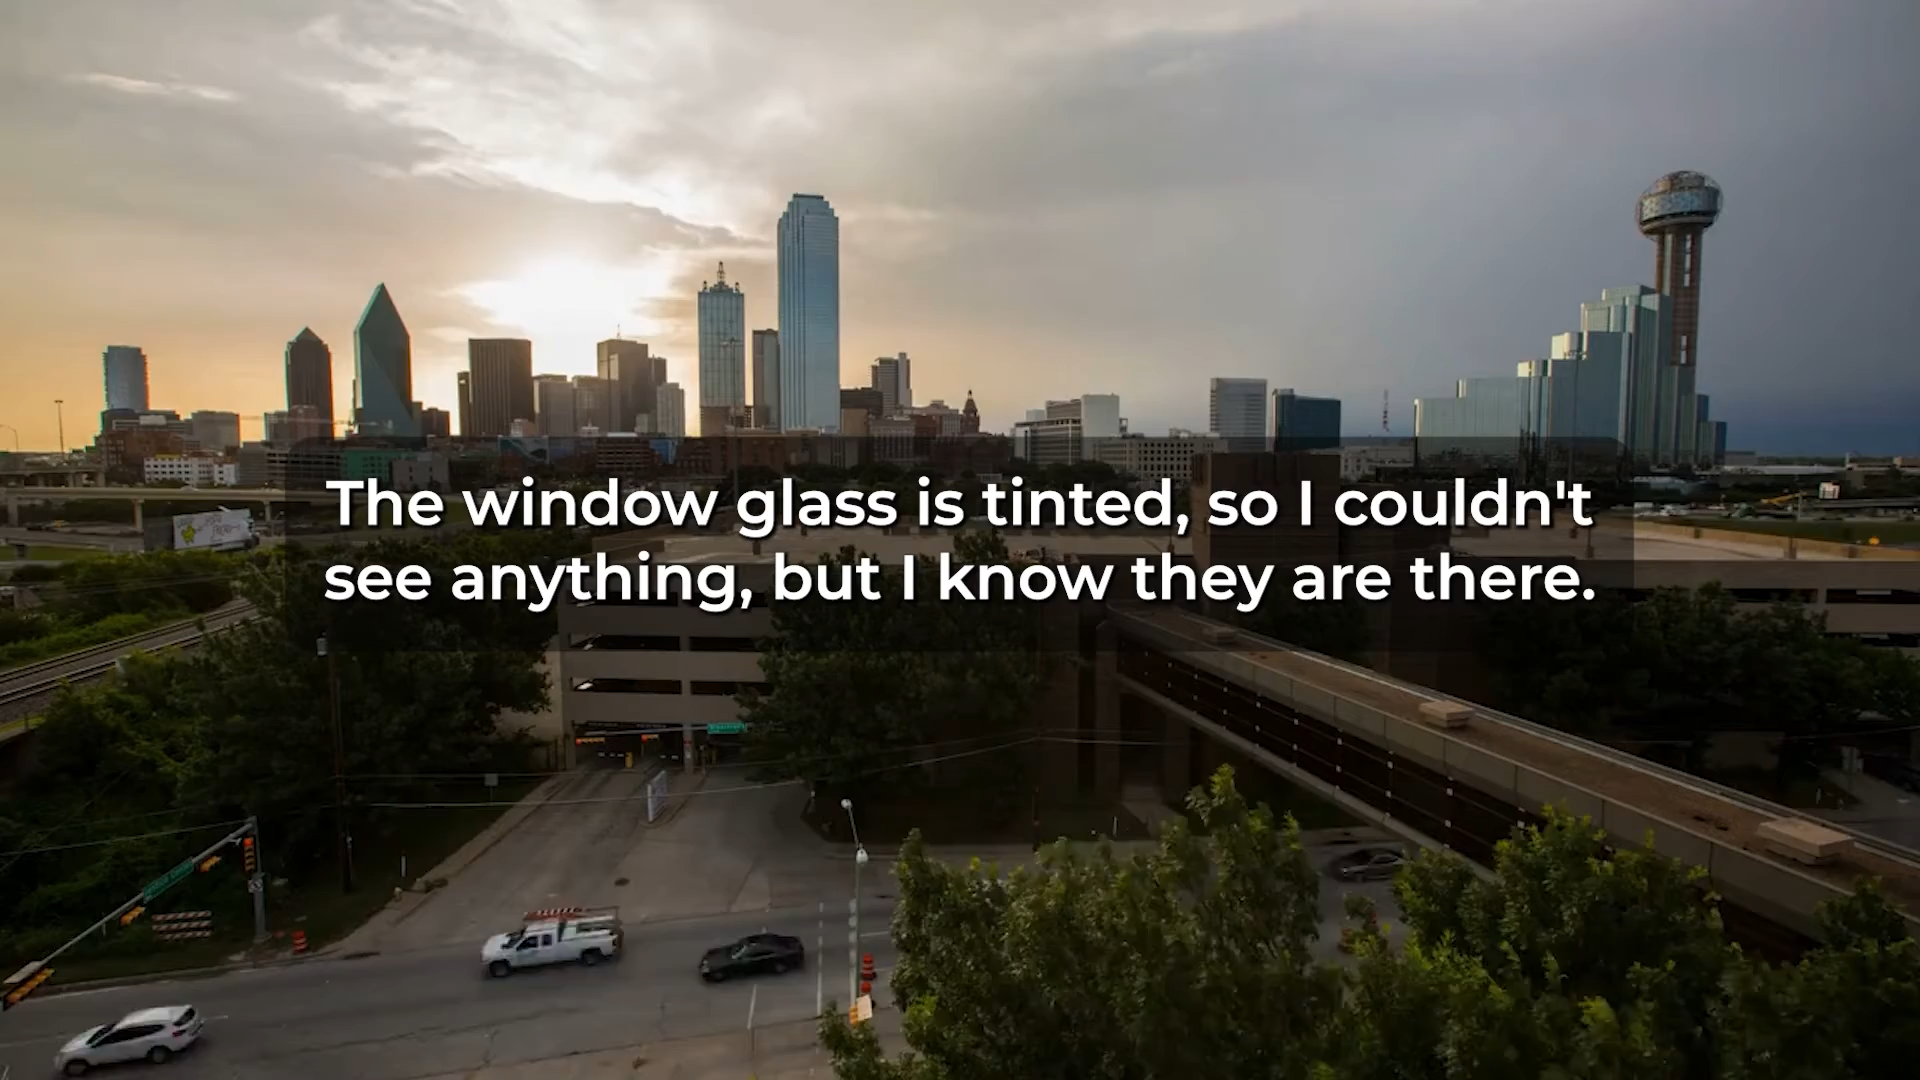 The window glass is tinted, so I couldn't
see anything, but I know they are there.